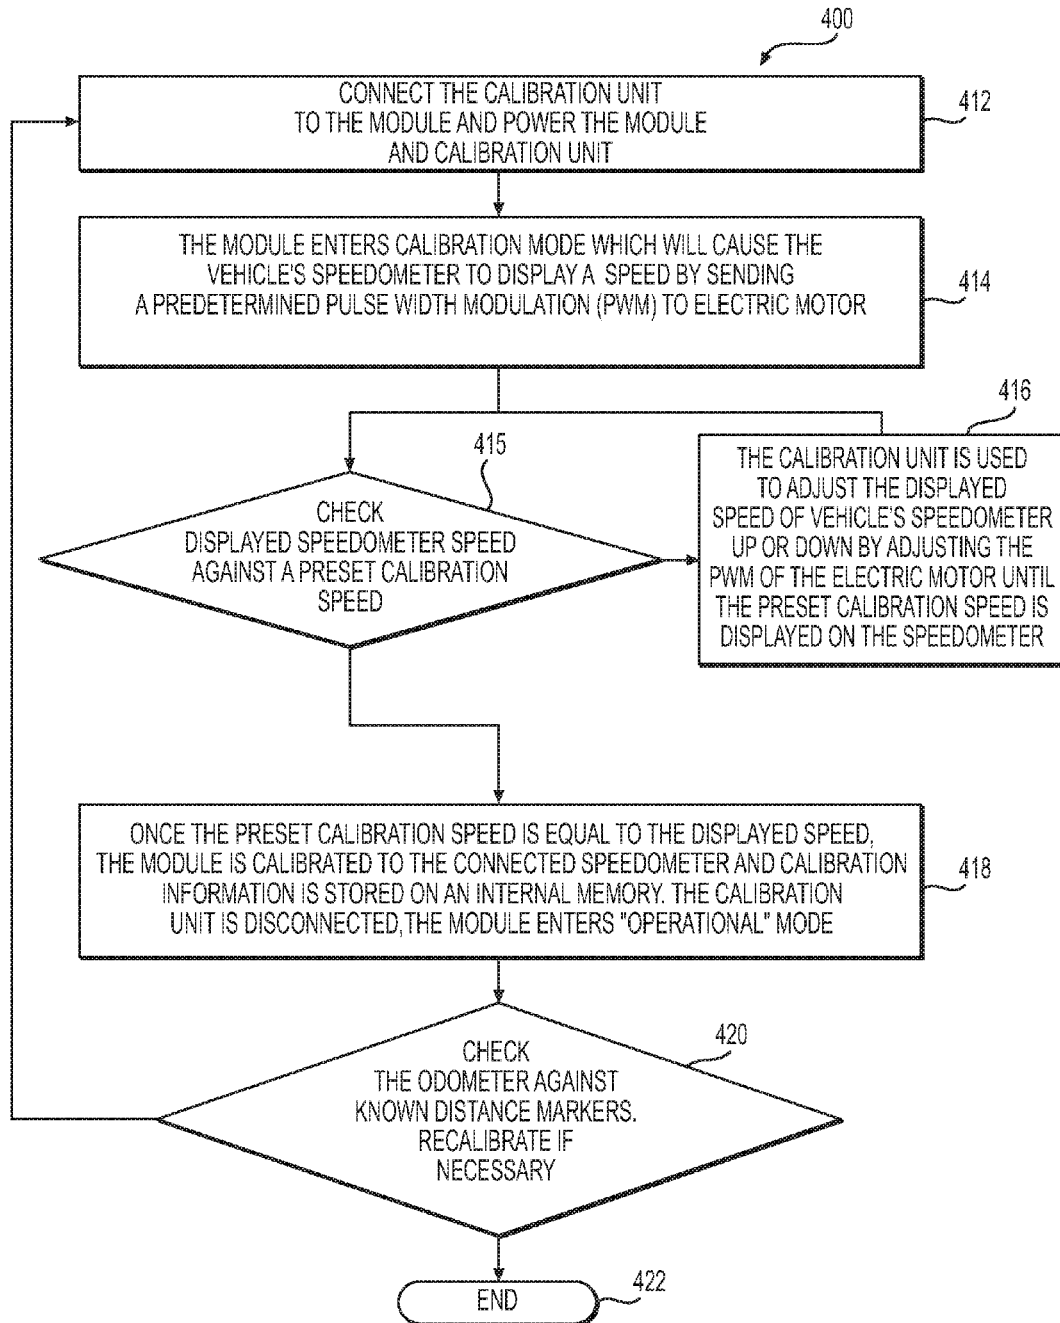 400
CONNECT THE CALIBRATION UNIT
TO THE MODULE AND POWER THE MODULE
AND CALIBRATION UNIT
412
THE MODULE ENTERS CALIBRATION MODE WHICH WILL CAUSE THE
VEHICLE'S SPEEDOMETER TO DISPLAY A SPEED BY SENDING
A PREDETERMINED PULSE WIDTH MODULATION (PWM) TO ELECTRIC MOTOR
414
415
CHECK
DISPLAYED SPEEDOMETER SPEED
AGAINST A PRESET CALIBRATION
SPEED
416
THE CALIBRATION UNIT IS USED
TO ADJUST THE DISPLAYED
SPEED OF VEHICLE'S SPEEDOMETER
UP OR DOWN BY ADJUSTING THE
PWM OF THE ELECTRIC MOTOR UNTIL
THE PRESET CALIBRATION SPEED IS
DISPLAYED ON THE SPEEDOMETER
ONCE THE PRESET CALIBRATION SPEED IS EQUAL TO THE DISPLAYED SPEED,
THE MODULE IS CALIBRATED TO THE CONNECTED SPEEDOMETER AND CALIBRATION
INFORMATION IS STORED ON AN INTERNAL MEMORY. THE CALIBRATION
UNIT IS DISCONNECTED, THE MODULE ENTERS "OPERATIONAL" MODE
418
CHECK
THE ODOMETER AGAINST
KNOWN DISTANCE MARKERS.
RECALIBRATE IF
NECESSARY
420
END
422